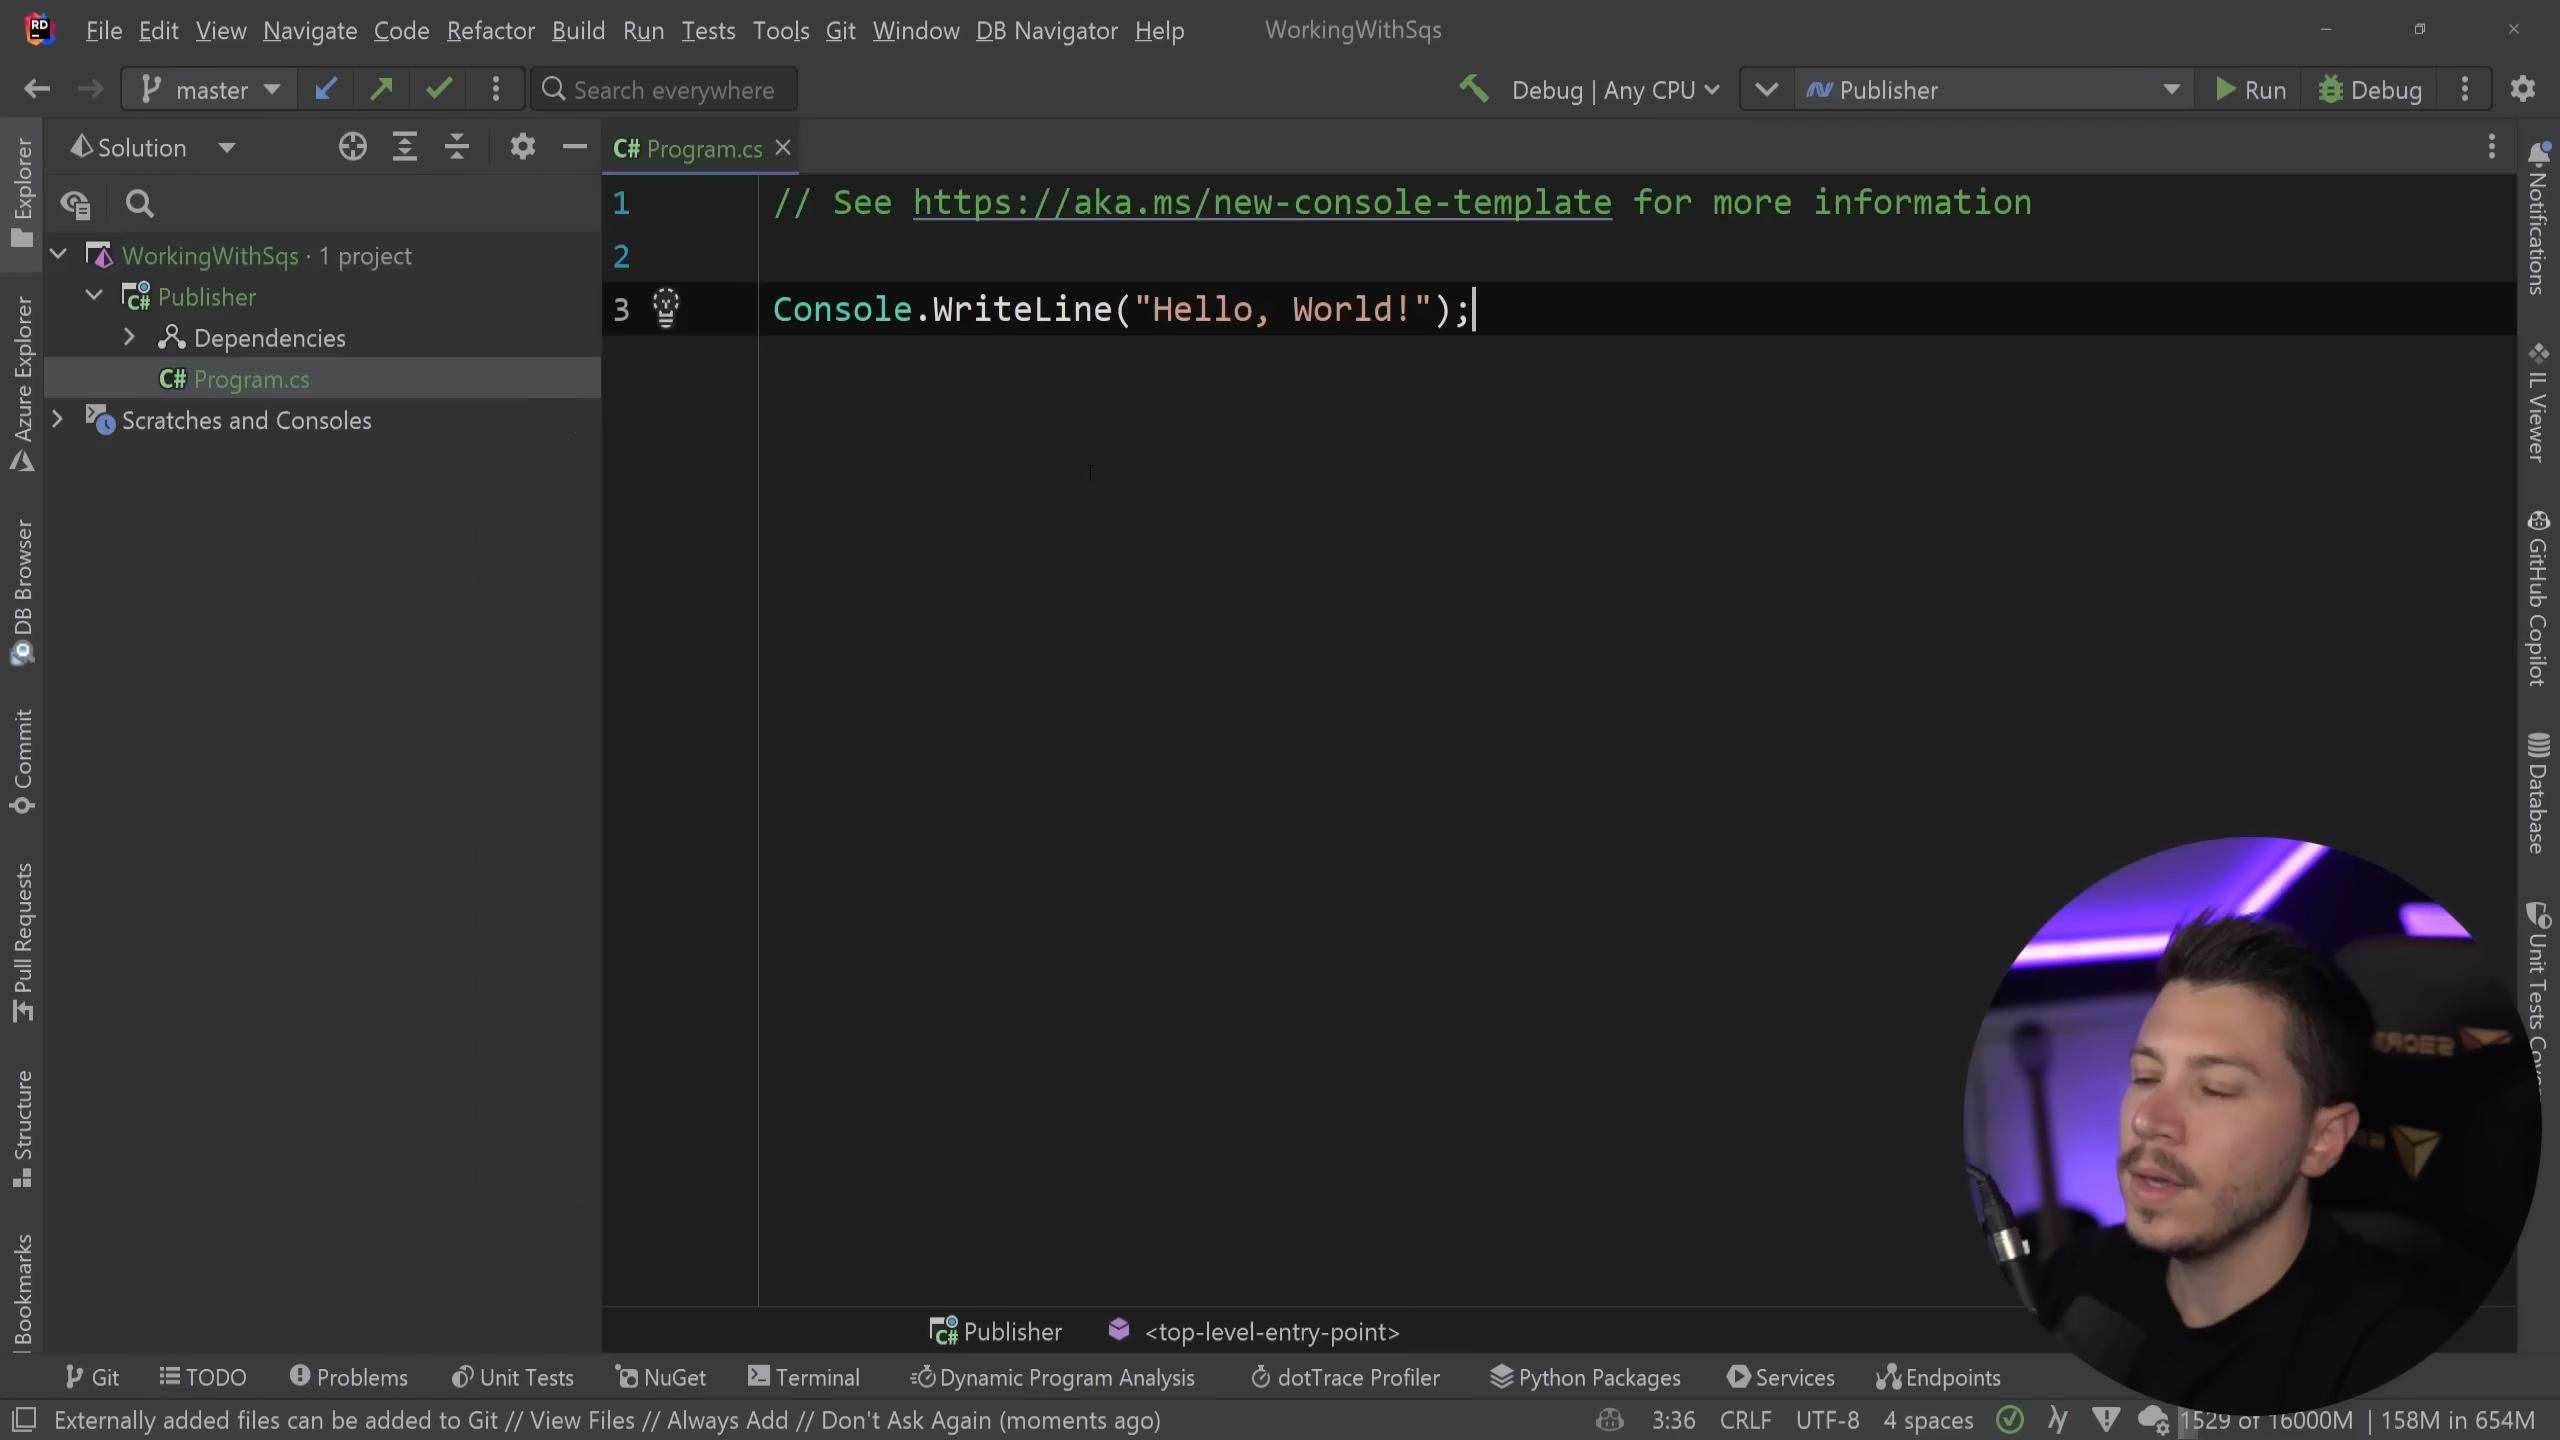 RD File Edit View Navigate Code Refactor Build Run Tests Tools Git Window DB Navigator Help WorkingWithSqs
master Search everywhere Debug | Any CPU Publisher Run Debug
Solution
C# Program.cs
WorkingWithSqs · 1 project
C# Publisher
Dependencies
C# Program.cs
Scratches and Consoles
1 // See https://aka.ms/new-console-template for more information
2
3 Console.WriteLine("Hello, World!");
Explorer
Azure Explorer
DB Browser
Commit
Pull Requests
Structure
Bookmarks
Notifications
IL Viewer
GitHub Copilot
Database
Unit Tests
C# Publisher <top-level-entry-point>
Git TODO Problems Unit Tests NuGet Terminal Dynamic Program Analysis dotTrace Profiler Python Packages Services Endpoints
Externally added files can be added to Git // View Files // Always Add // Don't Ask Again (moments ago) 3:36 CRLF UTF-8 4 spaces 1529 of 16000M | 158M in 654M